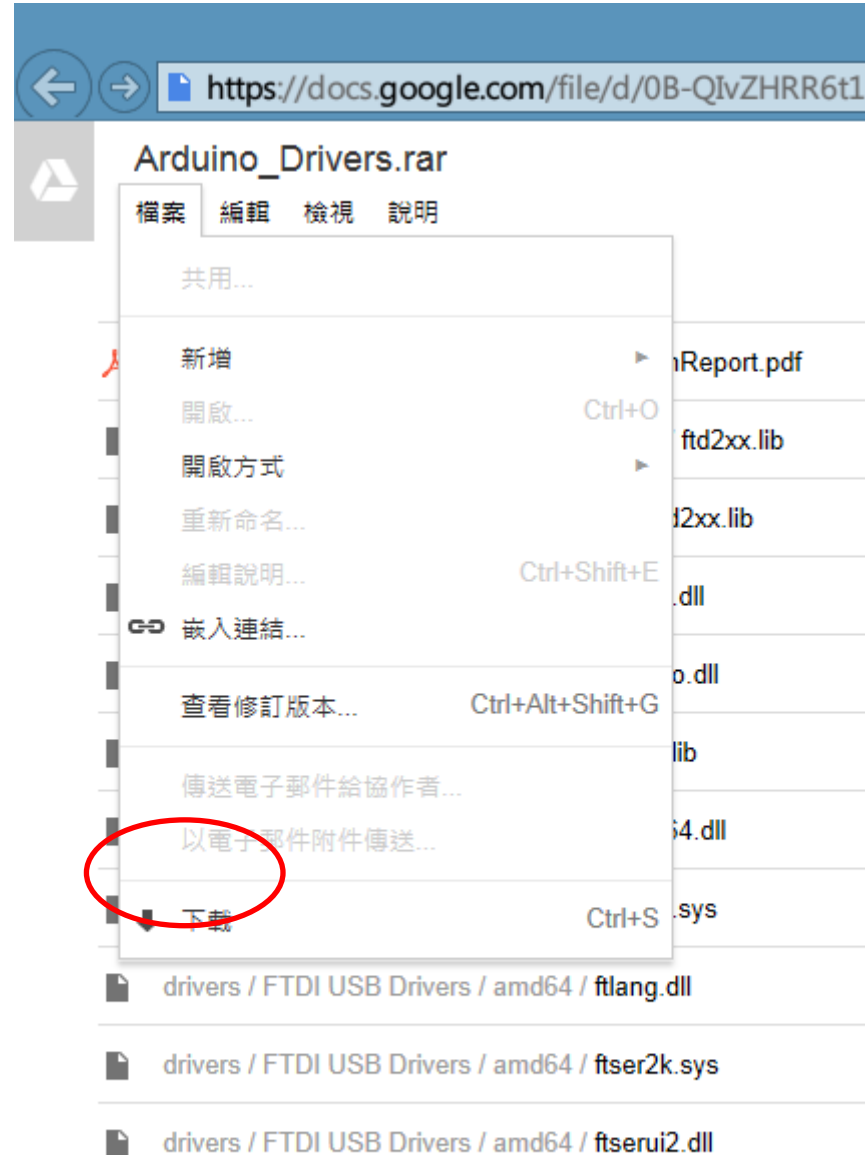 https://docs.google.com/file/d/0B-QIvZHRR6t1
Arduino_Drivers.rar
檔案 編輯 檢視 說明
共用...
新增
nReport.pdf
開啟... Ctrl+O
ftd2xx.lib
開啟方式
重新命名...
d2xx.lib
編輯說明... Ctrl+Shift+E
.dll
嵌入連結...
o.dll
查看修訂版本... Ctrl+Alt+Shift+G
lib
傳送電子郵件給協作者...
以電子郵件附件傳送...
64.dll
下載 Ctrl+S
.sys
drivers / FTDI USB Drivers / amd64 / ftlang.dll
drivers / FTDI USB Drivers / amd64 / ftser2k.sys
drivers / FTDI USB Drivers / amd64 / ftserui2.dll